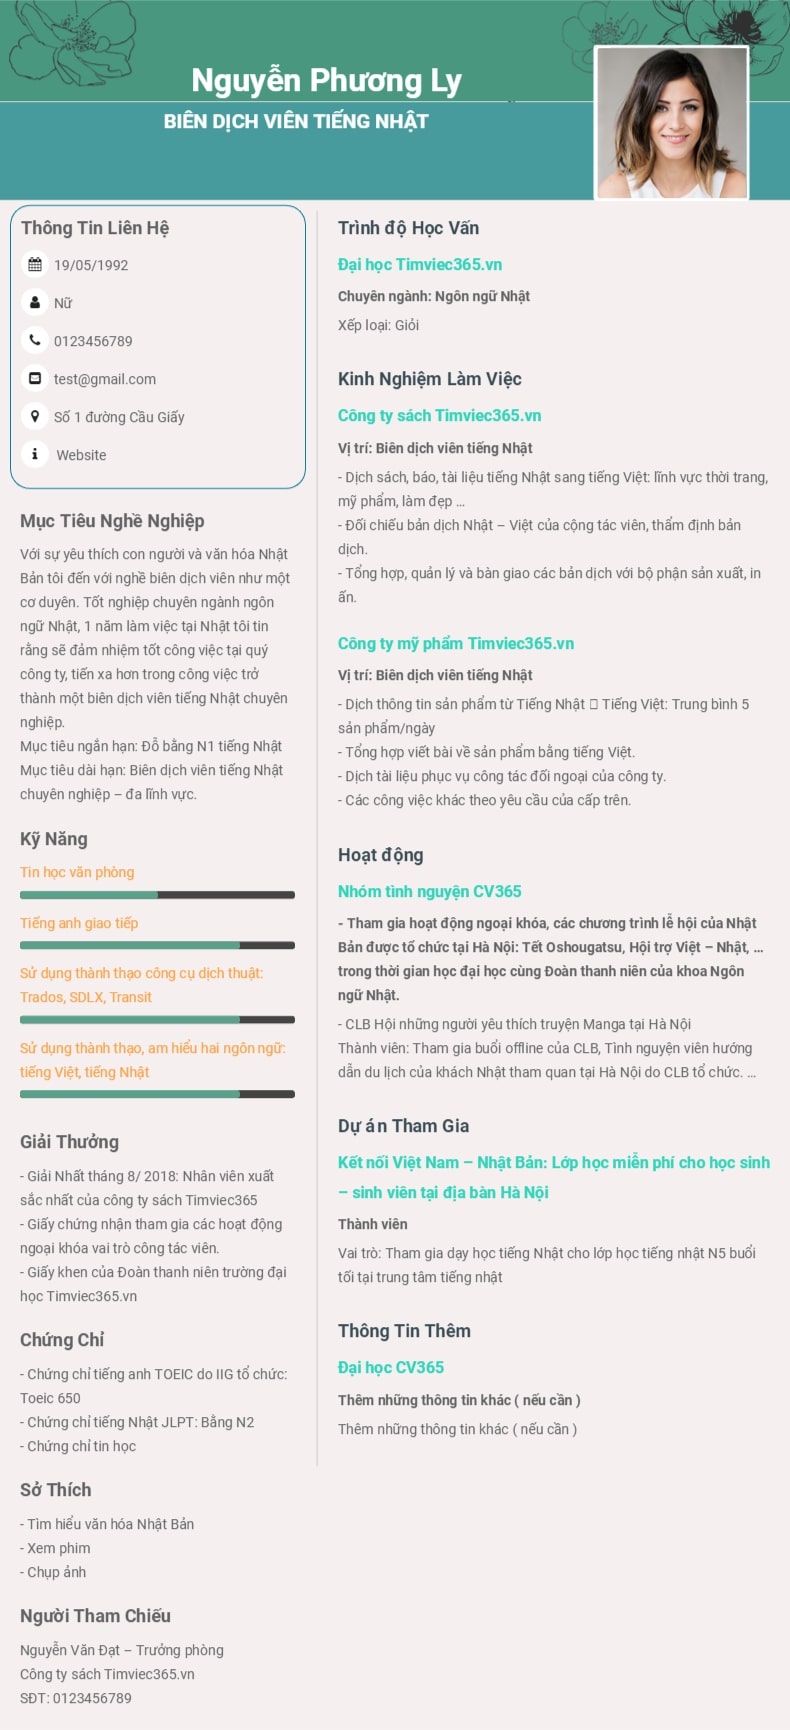 Nguyễn Phương Ly
BIÊN DỊCH VIÊN TIẾNG NHẬT
Thông Tin Liên Hệ
19/05/1992
Nữ
0123456789
test@gmail.com
Số 1 đường Cầu Giấy
Website
Mục Tiêu Nghề Nghiệp
Với sự yêu thích con người và văn hóa Nhật
Bản tôi đến với nghề biên dịch viên như một
cơ duyên. Tốt nghiệp chuyên ngành ngôn
ngữ Nhật, 1 năm làm việc tại Nhật tôi tin
rằng sẽ đảm nhiệm tốt công việc tại quý
công ty, tiến xa hơn trong công việc trở
thành một biên dịch viên tiếng Nhật chuyên
nghiệp.
Mục tiêu ngắn hạn: Đỗ bằng N1 tiếng Nhật
Mục tiêu dài hạn: Biên dịch viên tiếng Nhật
chuyên nghiệp – đa lĩnh vực.
Kỹ Năng
Tin học văn phòng
Tiếng anh giao tiếp
Sử dụng thành thạo công cụ dịch thuật:
Trados, SDLX, Transit
Sử dụng thành thạo, am hiểu hai ngôn ngữ:
tiếng Việt, tiếng Nhật
Giải Thưởng
- Giải Nhất tháng 8/ 2018: Nhân viên xuất
sắc nhất của công ty sách Timviec365
- Giấy chứng nhận tham gia các hoạt động
ngoại khóa vai trò công tác viên.
- Giấy khen của Đoàn thanh niên trường đại
học Timviec365.vn
Chứng Chỉ
- Chứng chỉ tiếng anh TOEIC do IIG tổ chức:
Toeic 650
- Chứng chỉ tiếng Nhật JLPT: Bằng N2
- Chứng chỉ tin học
Sở Thích
- Tìm hiểu văn hóa Nhật Bản
- Xem phim
- Chụp ảnh
Người Tham Chiếu
Nguyễn Văn Đạt – Trưởng phòng
Công ty sách Timviec365.vn
SĐT: 0123456789
Trình độ Học Vấn
Đại học Timviec365.vn
Chuyên ngành: Ngôn ngữ Nhật
Xếp loại: Giỏi
Kinh Nghiệm Làm Việc
Công ty sách Timviec365.vn
Vị trí: Biên dịch viên tiếng Nhật
- Dịch sách, báo, tài liệu tiếng Nhật sang tiếng Việt: lĩnh vực thời trang,
mỹ phẩm, làm đẹp ...
- Đối chiếu bản dịch Nhật – Việt của cộng tác viên, thẩm định bản
dịch.
- Tổng hợp, quản lý và bàn giao các bản dịch với bộ phận sản xuất, in
ấn.
Công ty mỹ phẩm Timviec365.vn
Vị trí: Biên dịch viên tiếng Nhật
- Dịch thông tin sản phẩm từ Tiếng Nhật  Tiếng Việt: Trung bình 5
sản phẩm/ngày
- Tổng hợp viết bài về sản phẩm bằng tiếng Việt.
- Dịch tài liệu phục vụ công tác đối ngoại của công ty.
- Các công việc khác theo yêu cầu của cấp trên.
Hoạt động
Nhóm tình nguyện CV365
- Tham gia hoạt động ngoại khóa, các chương trình lễ hội của Nhật
Bản được tổ chức tại Hà Nội: Tết Oshougatsu, Hội trợ Việt – Nhật, ...
trong thời gian học đại học cùng Đoàn thanh niên của khoa Ngôn
ngữ Nhật.
- CLB Hội những người yêu thích truyện Manga tại Hà Nội
Thành viên: Tham gia buổi offline của CLB, Tình nguyện viên hướng
dẫn du lịch của khách Nhật tham quan tại Hà Nội do CLB tổ chức. ...
Dự án Tham Gia
Kết nối Việt Nam – Nhật Bản: Lớp học miễn phí cho học sinh
– sinh viên tại địa bàn Hà Nội
Thành viên
Vai trò: Tham gia dạy học tiếng Nhật cho lớp học tiếng nhật N5 buổi
tối tại trung tâm tiếng nhật
Thông Tin Thêm
Đại học CV365
Thêm những thông tin khác ( nếu cần )
Thêm những thông tin khác ( nếu cần )